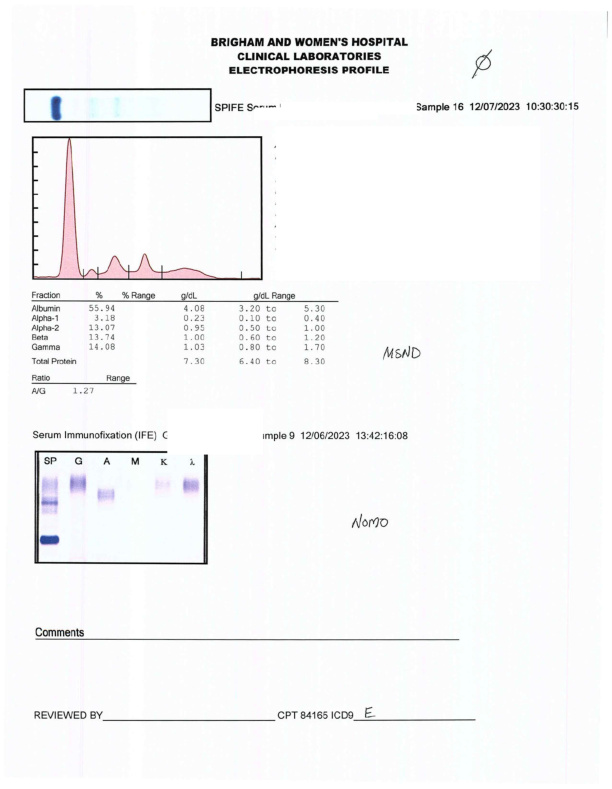 BRIGHAM AND WOMEN'S HOSPITAL
CLINICAL LABORATORIES
ELECTROPHORESIS PROFILE
Ø
SPIFE Sample 16 12/07/2023 10:30:30:15
Fraction % % Range g/dL g/dL Range
Albumin 55.94 4.08 3.20 to 5.30
Alpha-1 3.18 0.23 0.10 to 0.40
Alpha-2 13.07 0.95 0.50 to 1.00
Beta 13.74 1.00 0.60 to 1.20
Gamma 14.08 1.03 0.80 to 1.70
Total Protein 7.30 6.40 to 8.30
MSND
Ratio Range
A/G 1.27
Serum Immunofixation (IFE) 9 12/06/2023 13:42:16:08
SP G A M K λ
NOMO
Comments
REVIEWED BY CPT 84165 ICD9 E